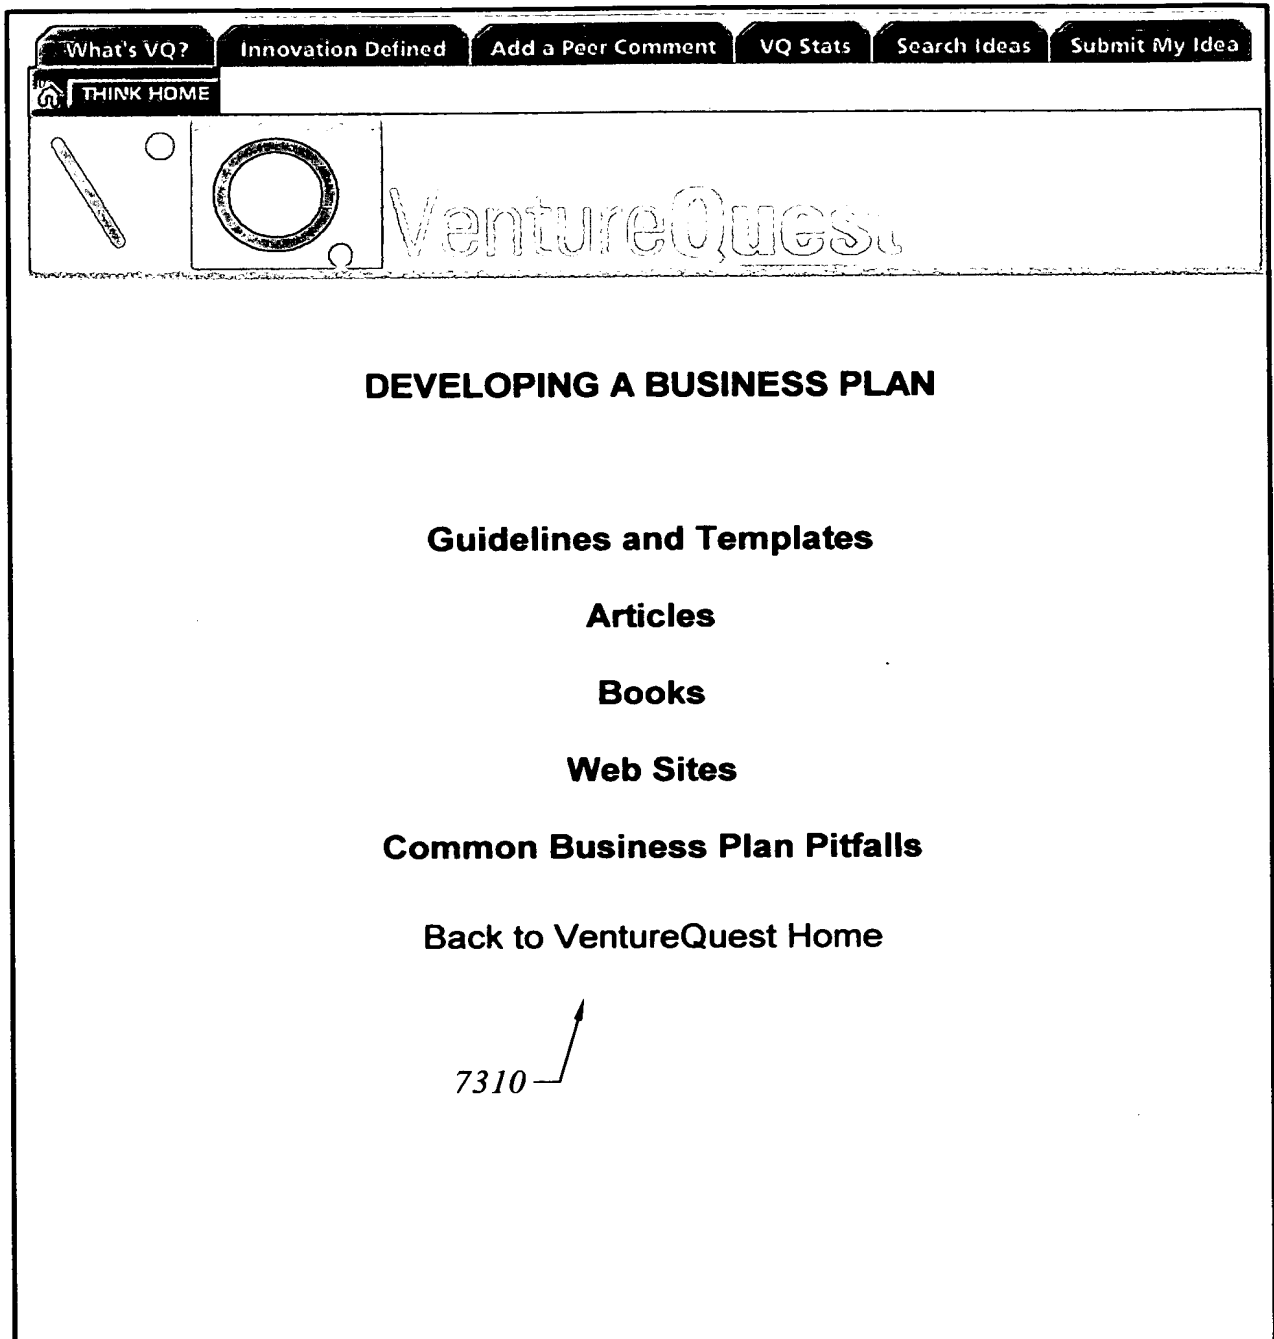 What's VQ? Innovation Defined Add a Peer Comment VQ Stats Search Ideas Submit My Idea
THINK HOME
VentureQuest
DEVELOPING A BUSINESS PLAN
Guidelines and Templates
Articles
Books
Web Sites
Common Business Plan Pitfalls
Back to VentureQuest Home
7310